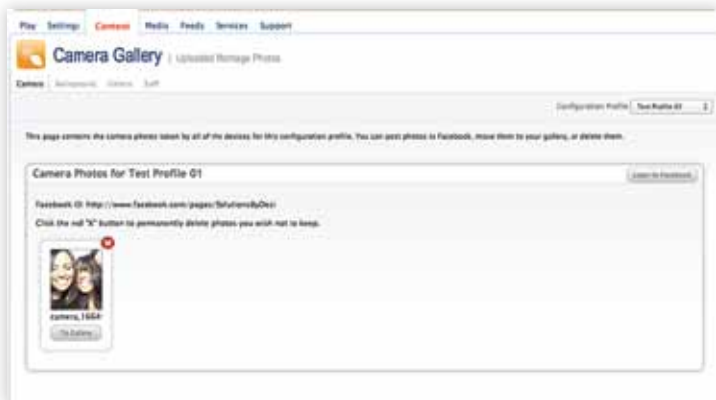 Play Settings Content Media Feeds Services Support
Camera Gallery | Uploaded Romage Photos
Camera Background Gallery Staff
Configuration Profile Test Profile 01
This page contains the camera photos taken by all of the devices for this configuration profile. You can post photos to Facebook, move them to your gallery, or delete them.
Camera Photos for Test Profile 01
Login to Facebook
Facebook ID: http://www.facebook.com/pages/SolutionsByDesi
Click the red "X" button to permanently delete photos you wish not to keep.
camera_1664-
To Gallery